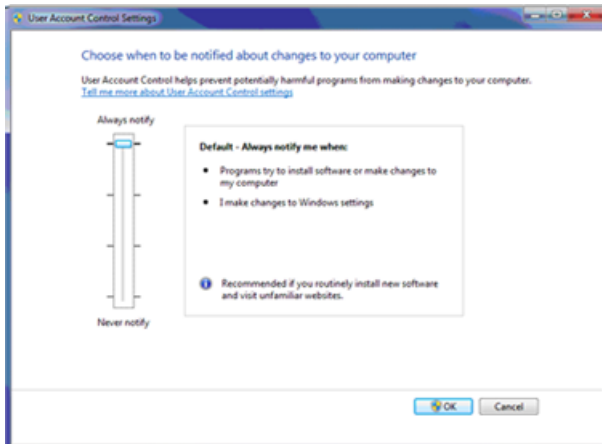 User Account Control Settings
Choose when to be notified about changes to your computer
User Account Control helps prevent potentially harmful programs from making changes to your computer.
Tell me more about User Account Control settings
Always notify
Default - Always notify me when:
• Programs try to install software or make changes to
my computer
• I make changes to Windows settings
Recommended if you routinely install new software
and visit unfamiliar websites.
Never notify
OK Cancel